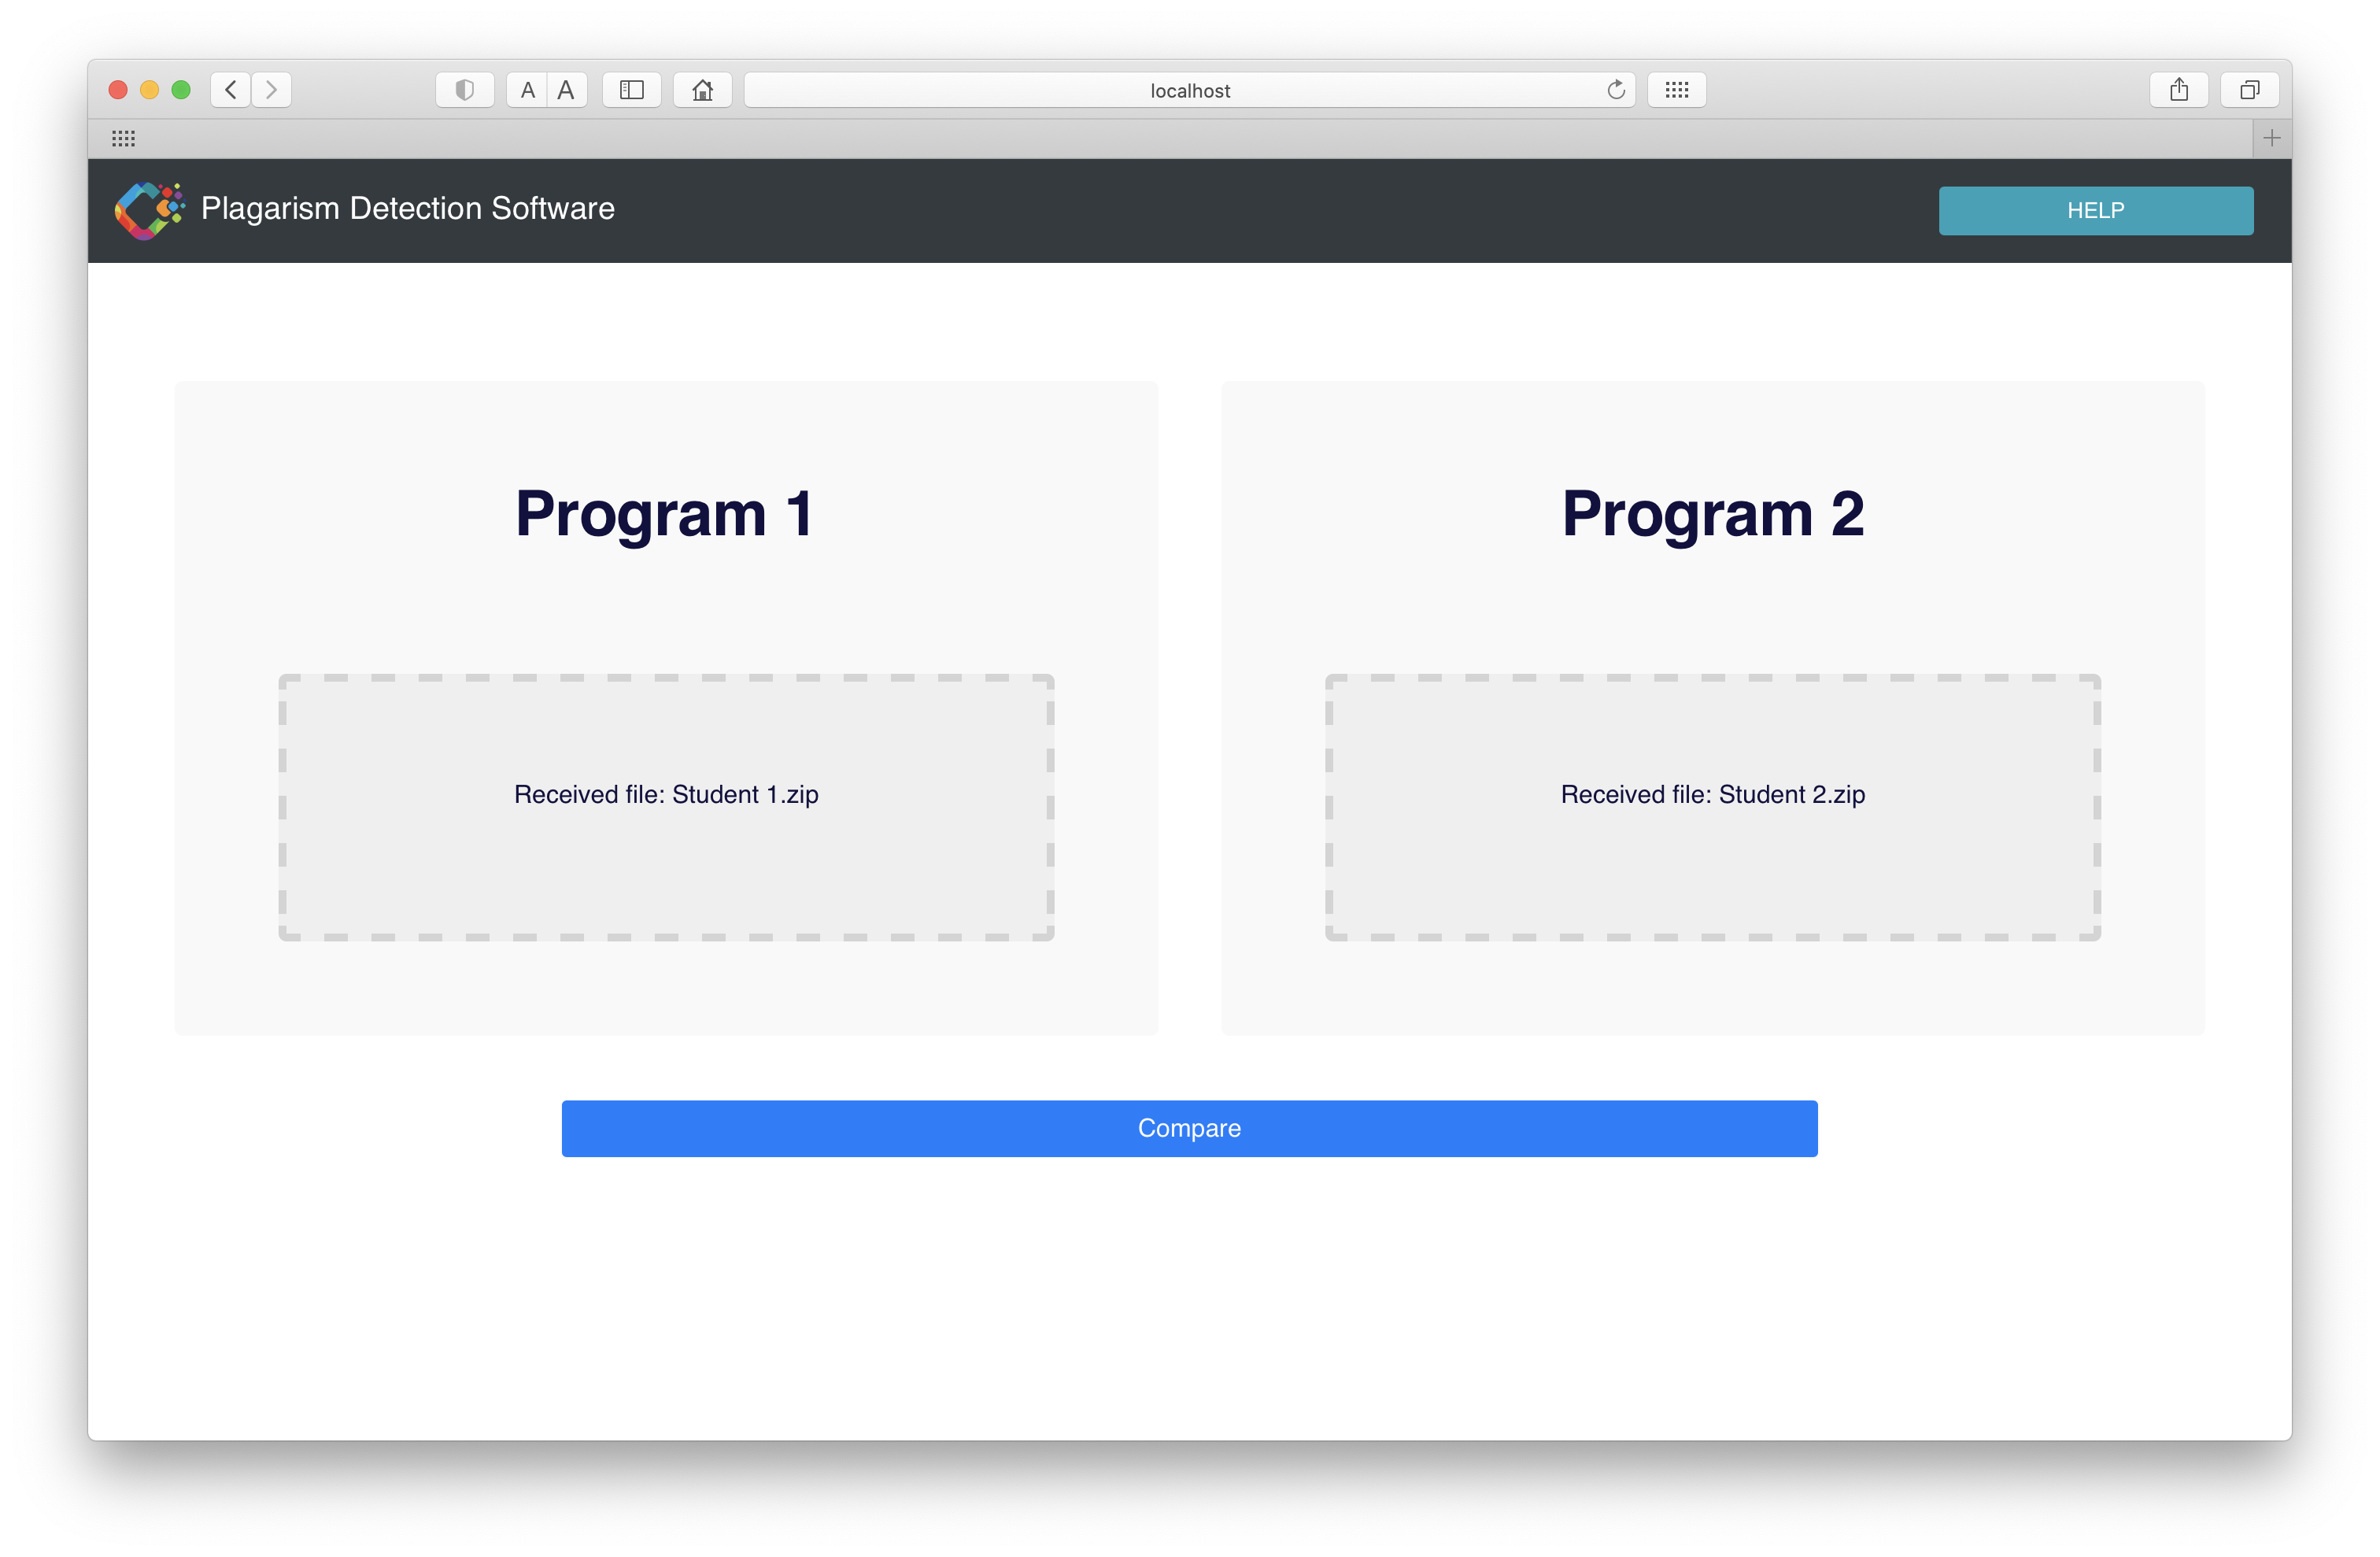 A A
localhost
Plagarism Detection Software
HELP
Program 1
Program 2
Received file: Student 1.zip
Received file: Student 2.zip
Compare